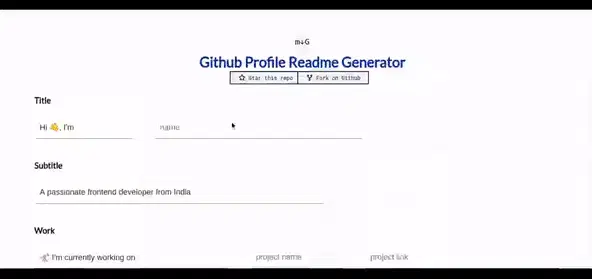 m↓G
Github Profile Readme Generator
Star this repo Fork on Github
Title
Hi 👋, I'm name
Subtitle
A passionate frontend developer from India
Work
🔭 I'm currently working on project name project link